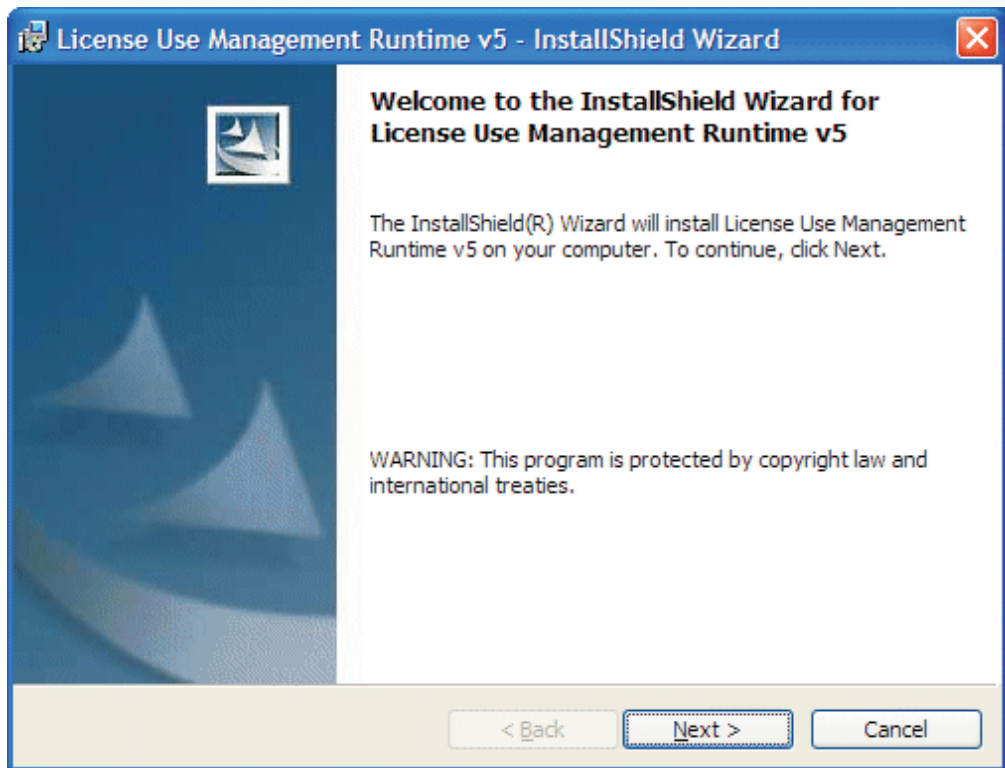 License Use Management Runtime v5 - InstallShield Wizard
Welcome to the InstallShield Wizard for
License Use Management Runtime v5
The InstallShield(R) Wizard will install License Use Management
Runtime v5 on your computer. To continue, click Next.
WARNING: This program is protected by copyright law and
international treaties.
< Back Next > Cancel